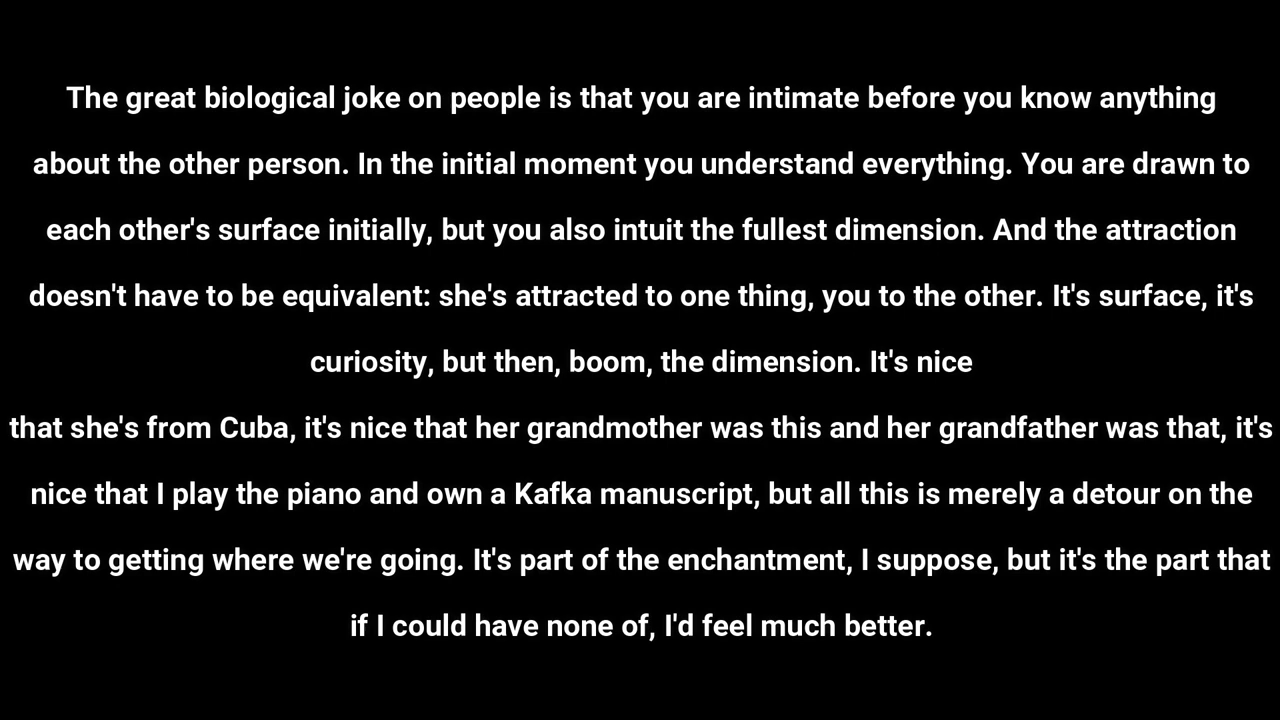 The great biological joke on people is that you are intimate before you know anything
about the other person. In the initial moment you understand everything. You are drawn to
each other's surface initially, but you also intuit the fullest dimension. And the attraction
doesn't have to be equivalent: she's attracted to one thing, you to the other. It's surface, it's
curiosity, but then, boom, the dimension. It's nice
that she's from Cuba, it's nice that her grandmother was this and her grandfather was that, it's
nice that I play the piano and own a Kafka manuscript, but all this is merely a detour on the
way to getting where we're going. It's part of the enchantment, I suppose, but it's the part that
if I could have none of, I'd feel much better.